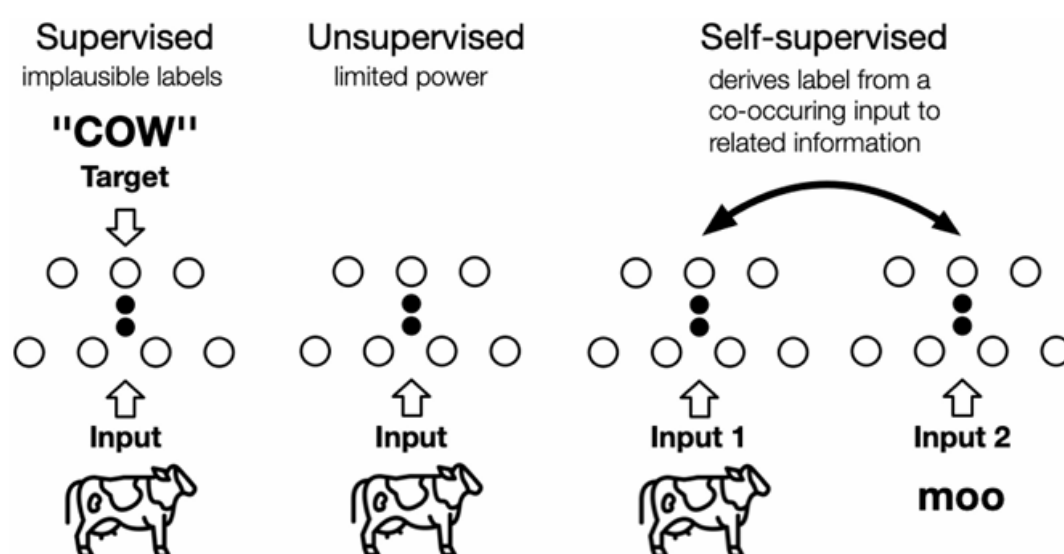 Supervised
implausible labels
"COW"
Target
Input
Unsupervised
limited power
Input
Self-supervised
derives label from a
co-occuring input to
related information
Input 1
Input 2
moo